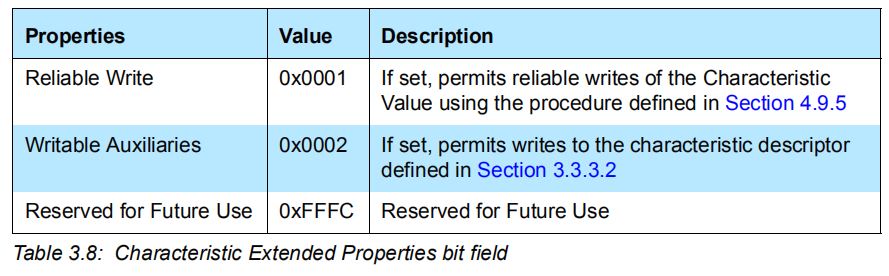 Properties Value Description
Reliable Write 0x0001 If set, permits reliable writes of the Characteristic
Value using the procedure defined in Section 4.9.5
Writable Auxiliaries 0x0002 If set, permits writes to the characteristic descriptor
defined in Section 3.3.3.2
Reserved for Future Use 0xFFFC Reserved for Future Use
Table 3.8: Characteristic Extended Properties bit field